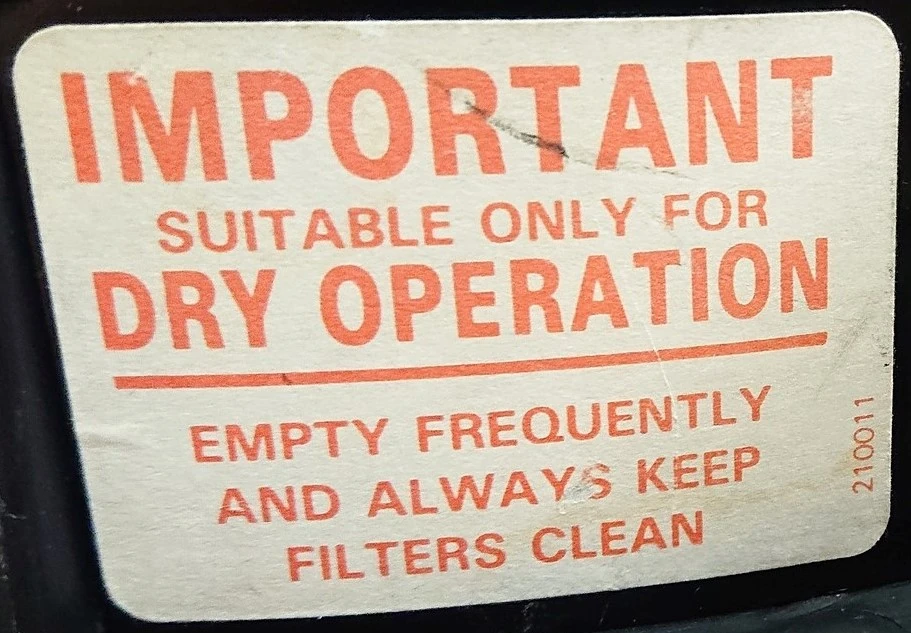 IMPORTANT
SUITABLE ONLY FOR
DRY OPERATION
EMPTY FREQUENTLY
AND ALWAYS KEEP
FILTERS CLEAN
210011